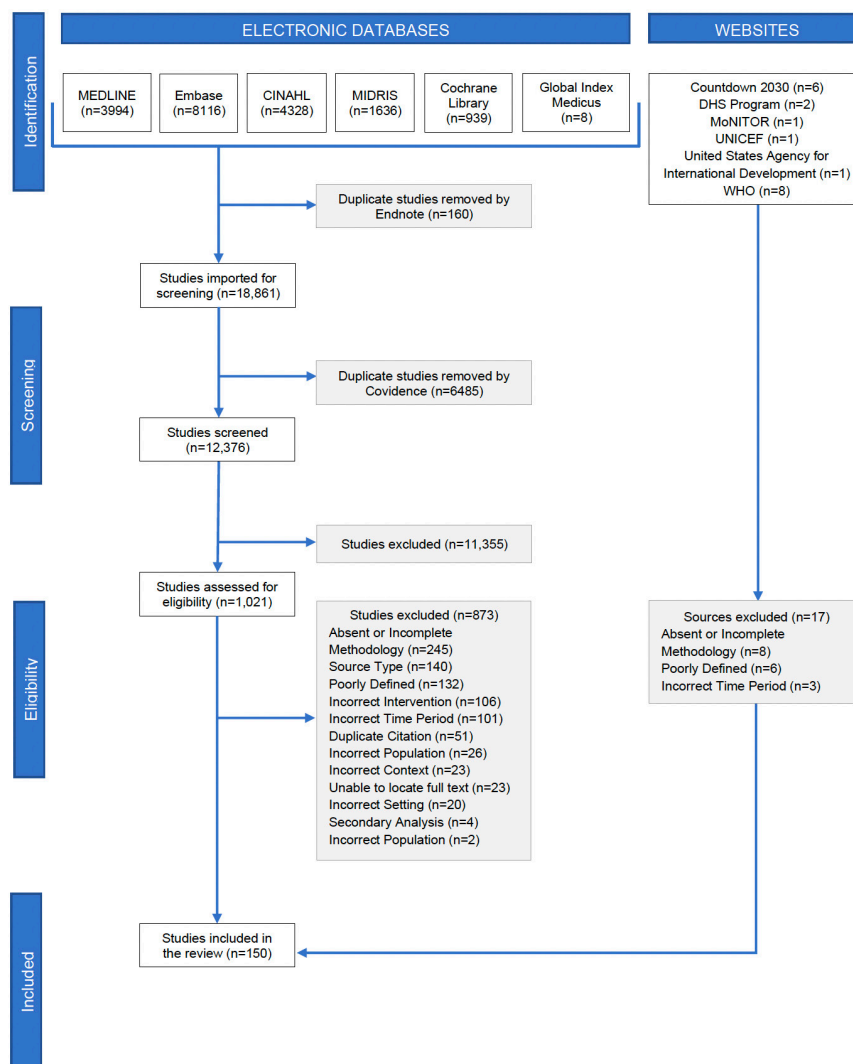 ELECTRONIC DATABASES
WEBSITES
Identification
MEDLINE
(n=3994)
Embase
(n=8116)
CINAHL
(n=4328)
MIDRIS
(n=1636)
Cochrane
Library
(n=939)
Global Index
Medicus
(n=8)
Countdown 2030 (n=6)
DHS Program (n=2)
MoNITOR (n=1)
UNICEF (n=1)
United States Agency for
International Development (n=1)
WHO (n=8)
Duplicate studies removed by
Endnote (n=160)
Studies imported for
screening (n=18,861)
Screening
Duplicate studies removed by
Covidence (n=6485)
Studies screened
(n=12,376)
Studies excluded (n=11,355)
Studies assessed for
eligibility (n=1,021)
Eligibility
Studies excluded (n=873)
Absent or Incomplete
Methodology (n=245)
Source Type (n=140)
Poorly Defined (n=132)
Incorrect Intervention (n=106)
Incorrect Time Period (n=101)
Duplicate Citation (n=51)
Incorrect Population (n=26)
Incorrect Context (n=23)
Unable to locate full text (n=23)
Incorrect Setting (n=20)
Secondary Analysis (n=4)
Incorrect Population (n=2)
Sources excluded (n=17)
Absent or Incomplete
Methodology (n=8)
Poorly Defined (n=6)
Incorrect Time Period (n=3)
Included
Studies included in
the review (n=150)